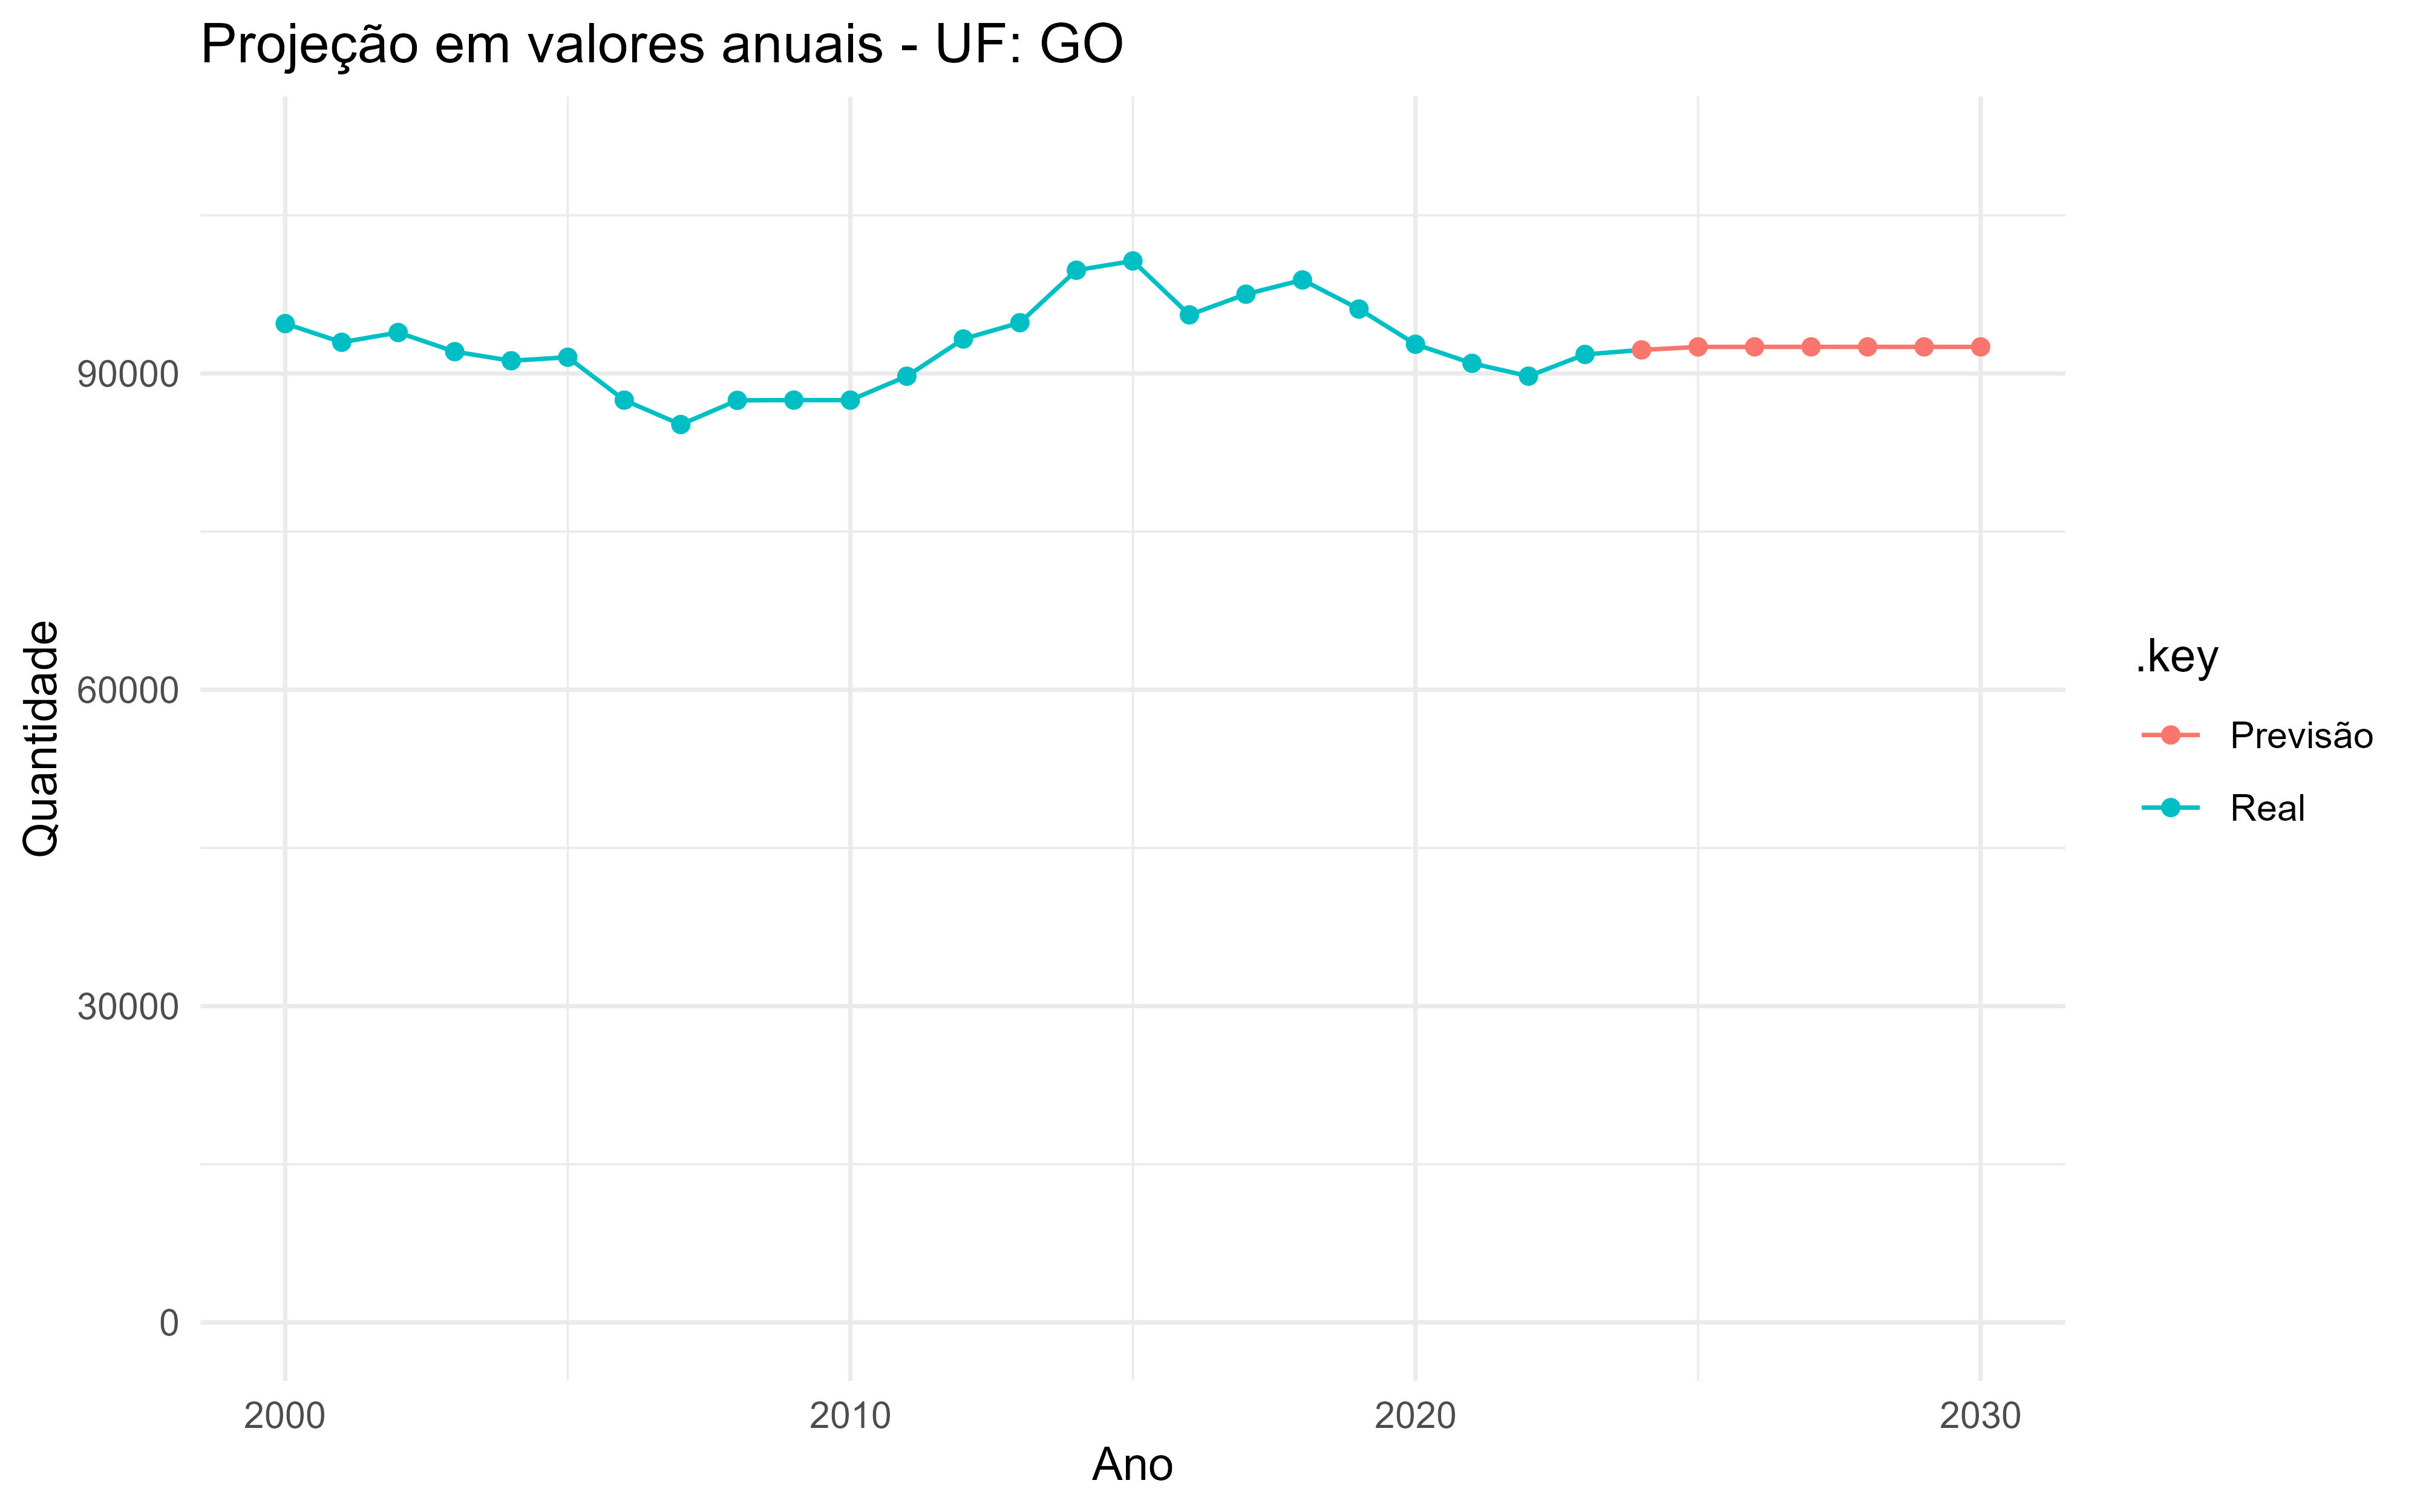 Projeção em valores anuais - UF: GO
Quantidade
90000
60000
30000
0
2000
2010
2020
2030
Ano
.key
Previsão
Real